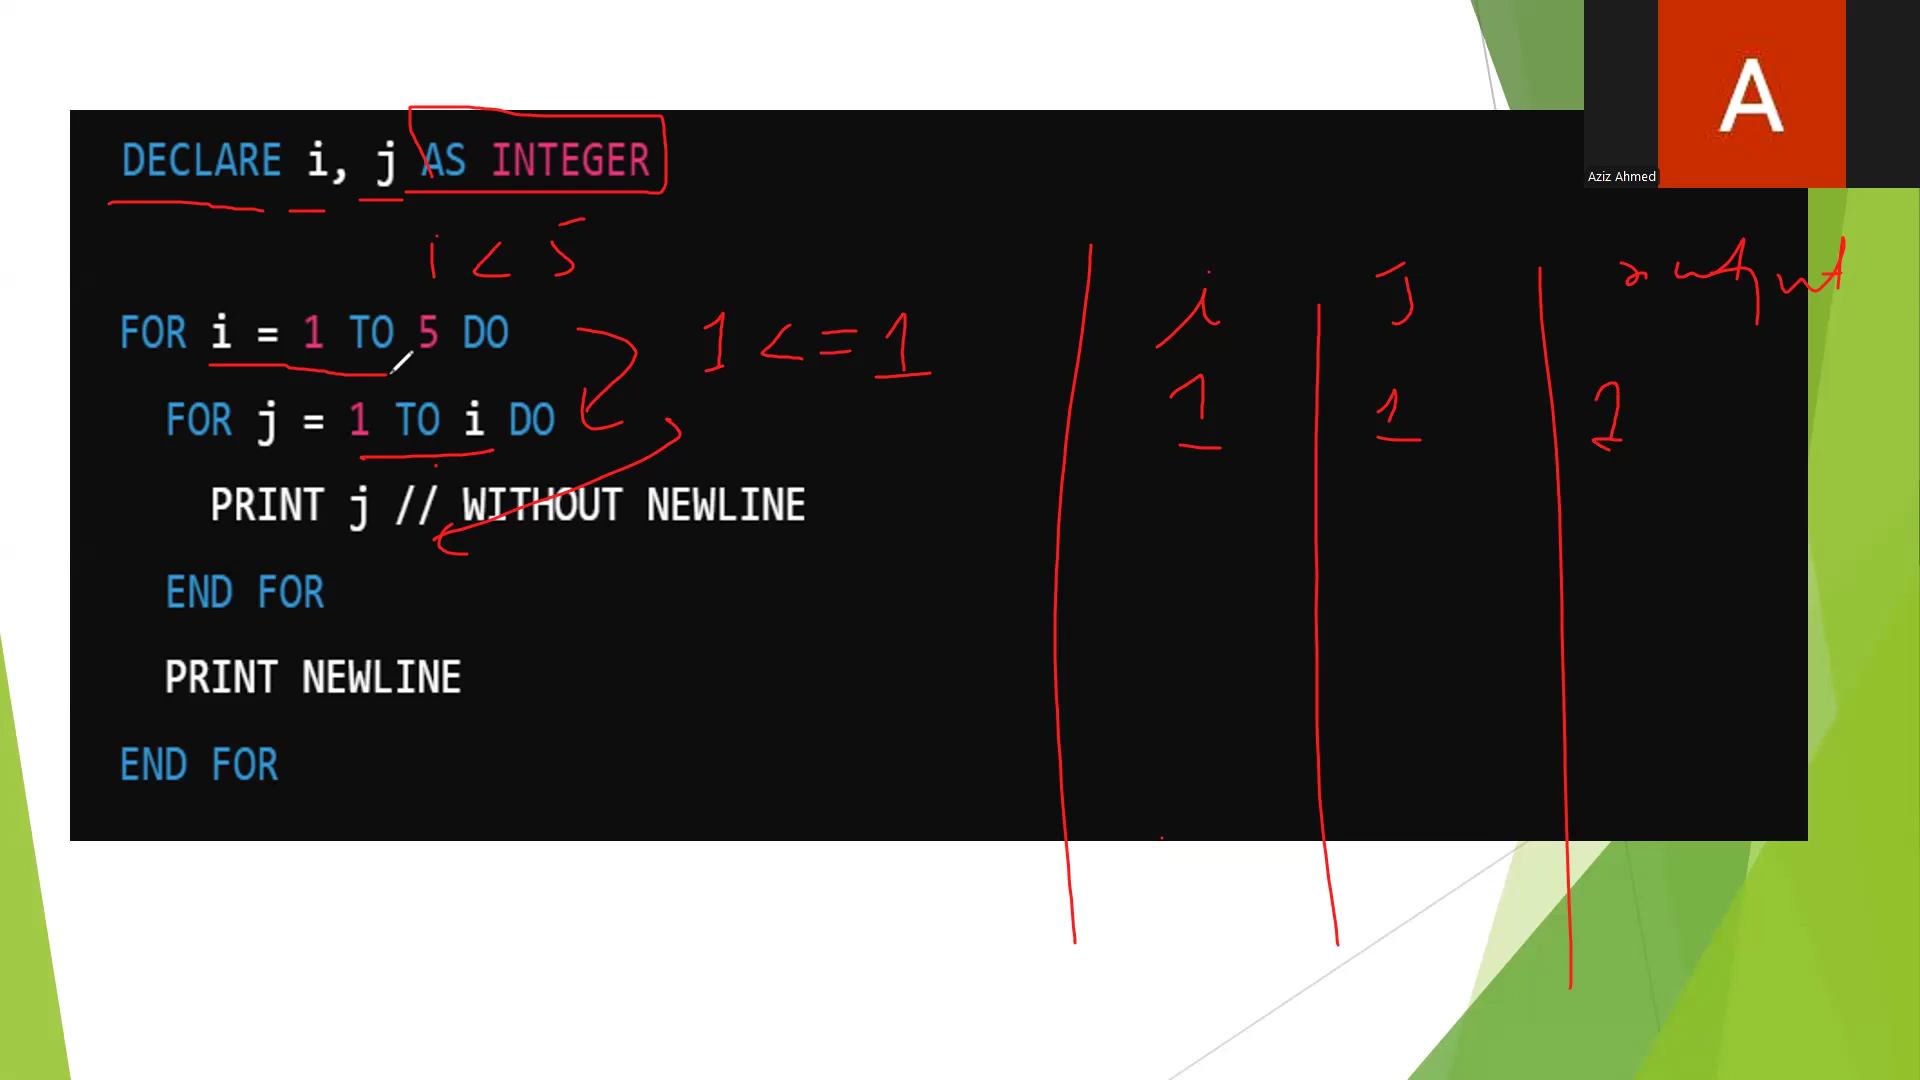 A
Aziz Ahmed
DECLARE i, j AS INTEGER
i < 5
FOR i = 1 TO 5 DO
1 <= 1
i j output
FOR j = 1 TO i DO
1 1 1
PRINT j // WITHOUT NEWLINE
END FOR
PRINT NEWLINE
END FOR